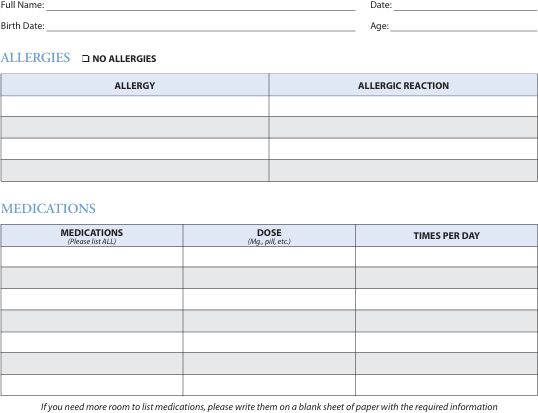 Full Name: Date:
Birth Date: Age:
ALLERGIES ❑ NO ALLERGIES
ALLERGY ALLERGIC REACTION
MEDICATIONS
MEDICATIONS DOSE TIMES PER DAY
(Please list ALL) (Mg., pill, etc.)
If you need more room to list medications, please write them on a blank sheet of paper with the required information